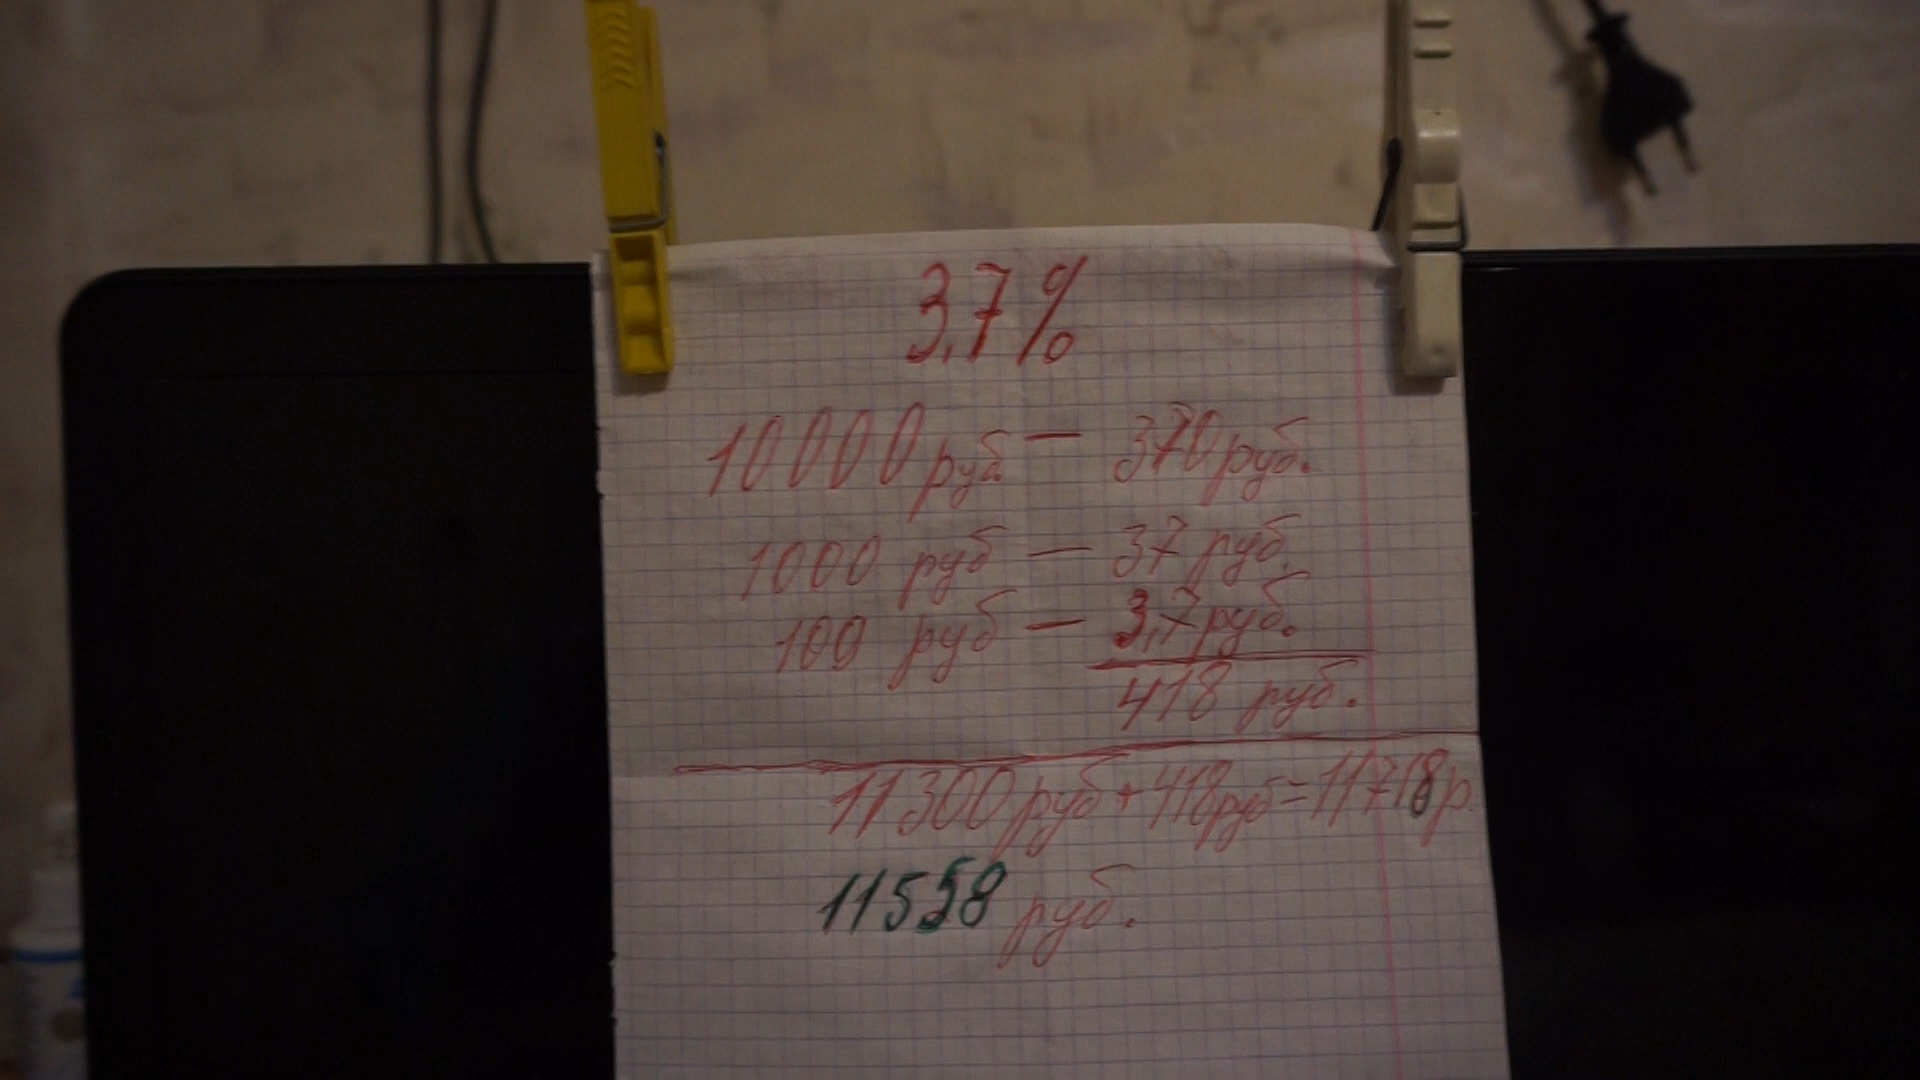 3,7%
10000 руб. — 370 руб.
1000 руб — 37 руб.
100 руб — 3,7 руб.
418 руб.
11300 руб + 418 руб = 11718 р.
11558 руб.